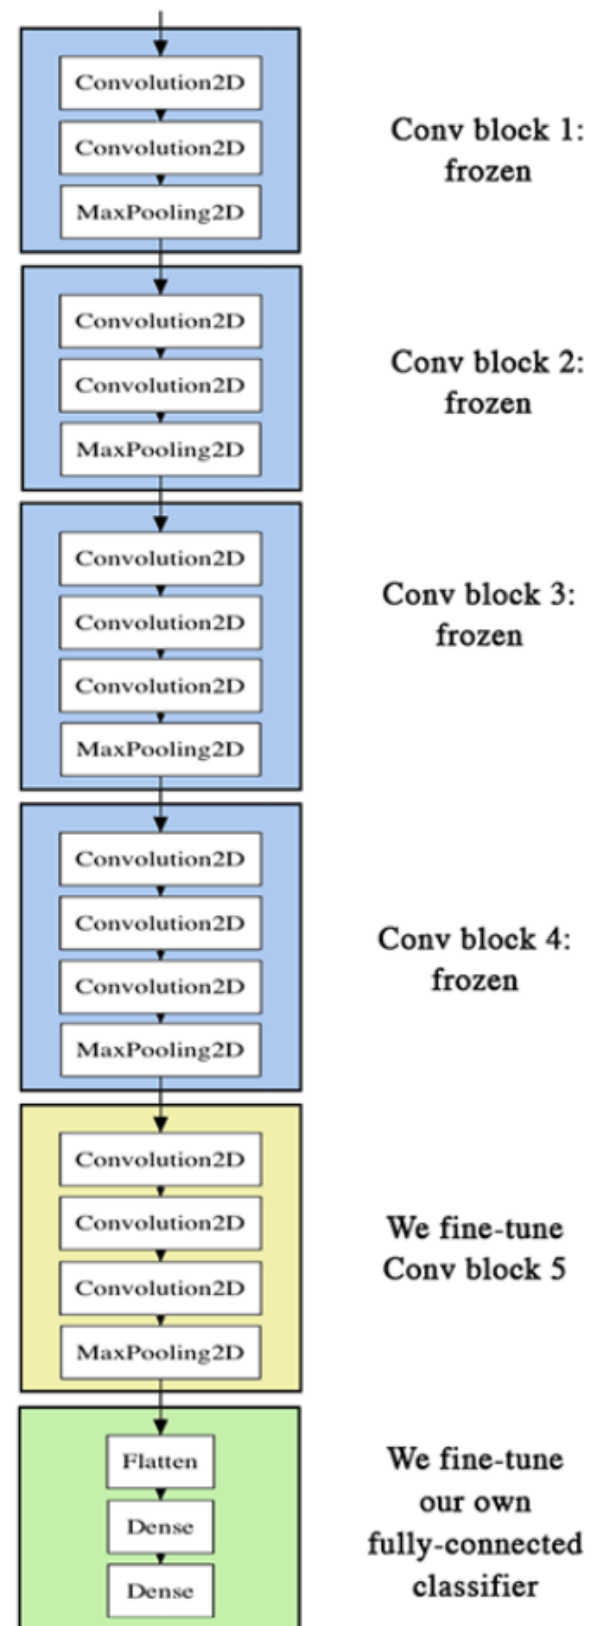 Convolution2D
Convolution2D
MaxPooling2D
Conv block 1:
frozen
Convolution2D
Convolution2D
MaxPooling2D
Conv block 2:
frozen
Convolution2D
Convolution2D
Convolution2D
MaxPooling2D
Conv block 3:
frozen
Convolution2D
Convolution2D
Convolution2D
MaxPooling2D
Conv block 4:
frozen
Convolution2D
Convolution2D
Convolution2D
MaxPooling2D
We fine-tune
Conv block 5
Flatten
Dense
Dense
We fine-tune
our own
fully-connected
classifier